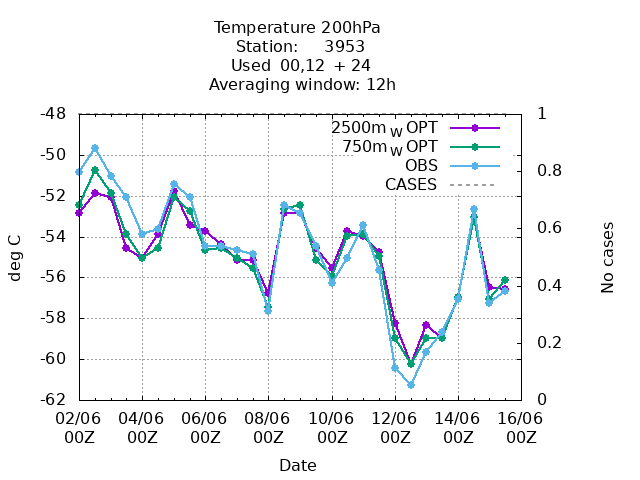 Temperature 200hPa
Station: 3953
Used 00,12 + 24
Averaging window: 12h
2500m W OPT
750m W OPT
OBS
CASES
-48
-50
-52
-54
-56
-58
-60
-62
1
0.8
0.6
0.4
0.2
0
deg C
No cases
02/06 04/06 06/06 08/06 10/06 12/06 14/06 16/06
00Z 00Z 00Z 00Z 00Z 00Z 00Z 00Z
Date